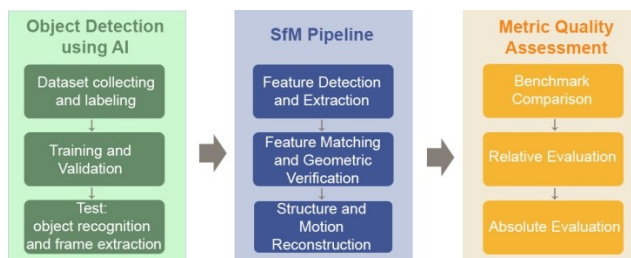 Object Detection
using AI
Dataset collecting
and labeling
Training and
Validation
Test:
object recognition
and frame extraction
SfM Pipeline
Feature Detection
and Extraction
Feature Matching
and Geometric
Verification
Structure and
Motion
Reconstruction
Metric Quality
Assessment
Benchmark
Comparison
Relative Evaluation
Absolute Evaluation